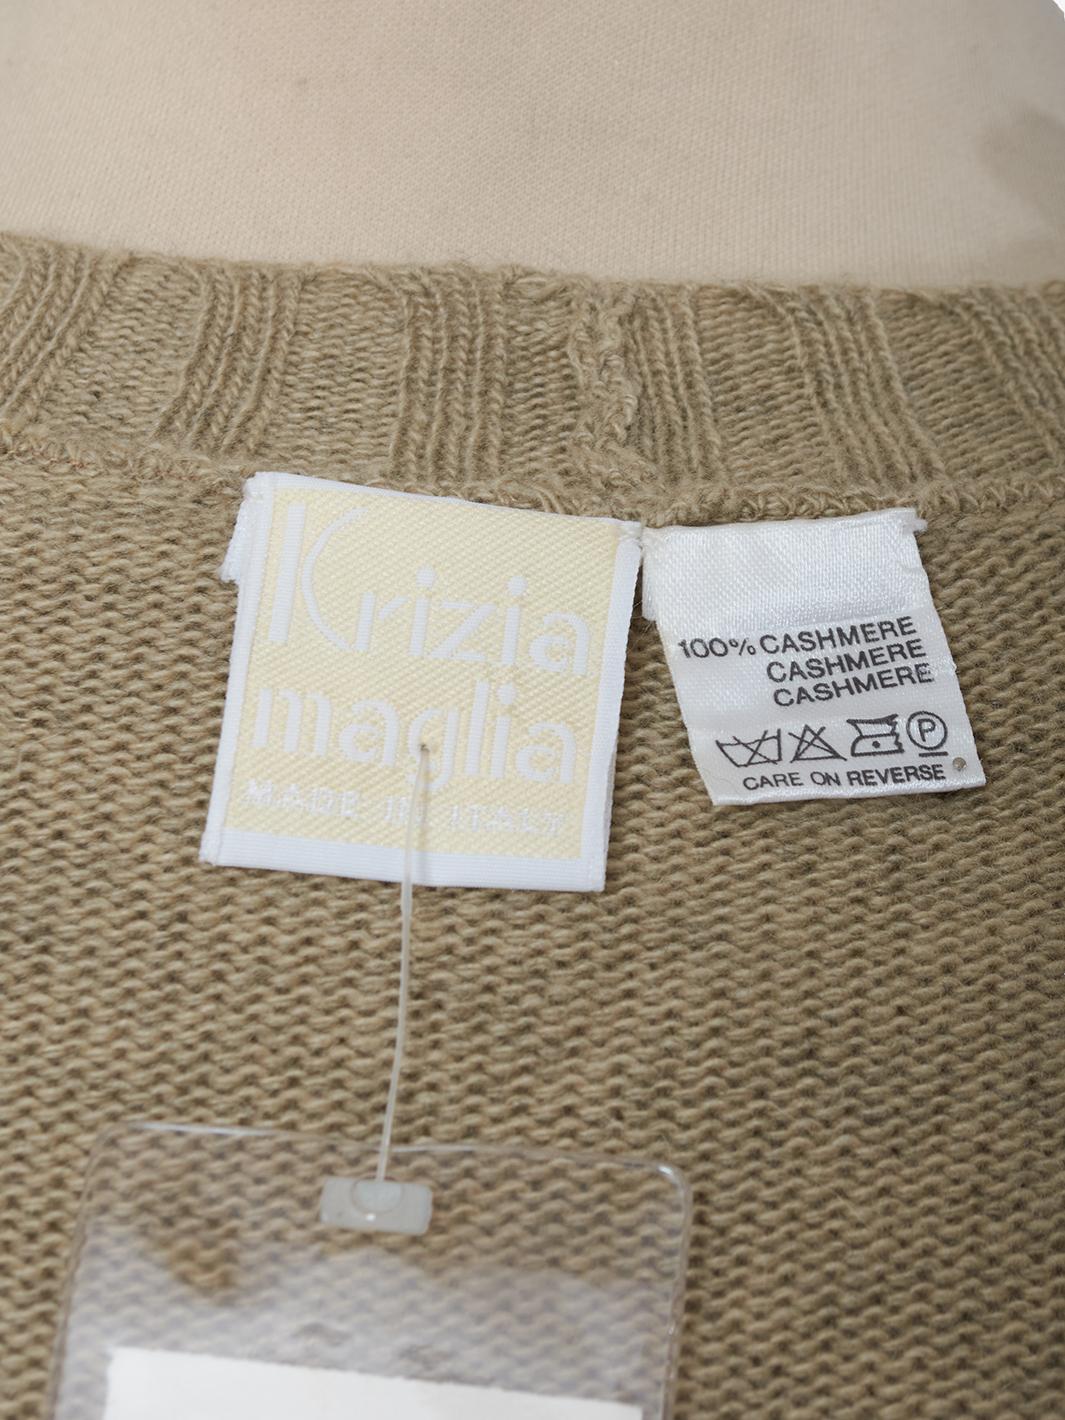 Krizia
maglia
MADE IN ITALY
100% CASHMERE
CASHMERE
CASHMERE
P
CARE ON REVERSE